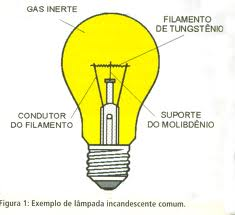 GAS INERTE
FILAMENTO
DE TUNGSTÊNIO
CONDUTOR
DO FILAMENTO
SUPORTE
DO MOLIBDÊNIO
Figura 1: Exemplo de lâmpada incandescente comum.